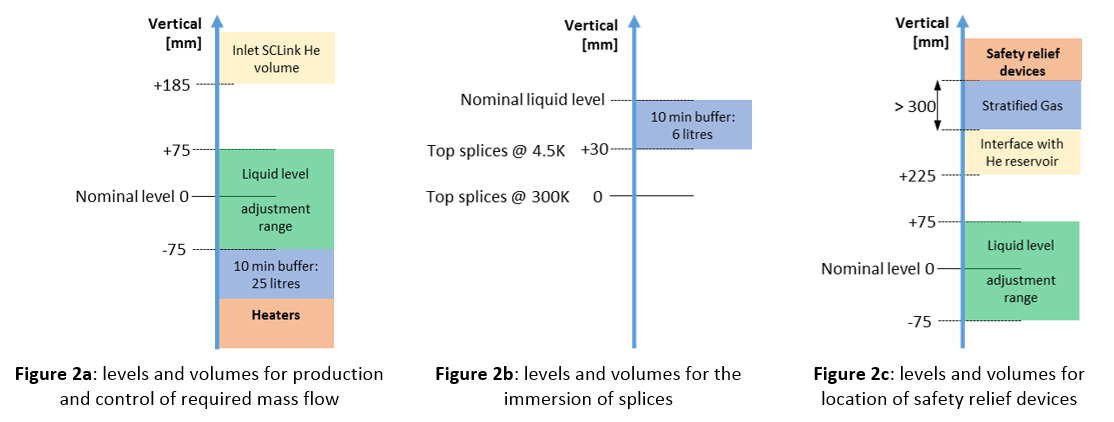 Vertical
[mm]
Inlet SCLink He
volume
+185
+75
Liquid level
Nominal level 0
adjustment
range
-75
10 min buffer:
25 litres
Heaters
Figure 2a: levels and volumes for production
and control of required mass flow
Vertical
[mm]
Nominal liquid level
10 min buffer:
6 litres
Top splices @ 4.5K +30
Top splices @ 300K 0
Figure 2b: levels and volumes for the
immersion of splices
Vertical
[mm]
Safety relief
devices
> 300
Stratified Gas
Interface with
He reservoir
+225
+75
Liquid level
Nominal level 0
adjustment
range
-75
Figure 2c: levels and volumes for
location of safety relief devices